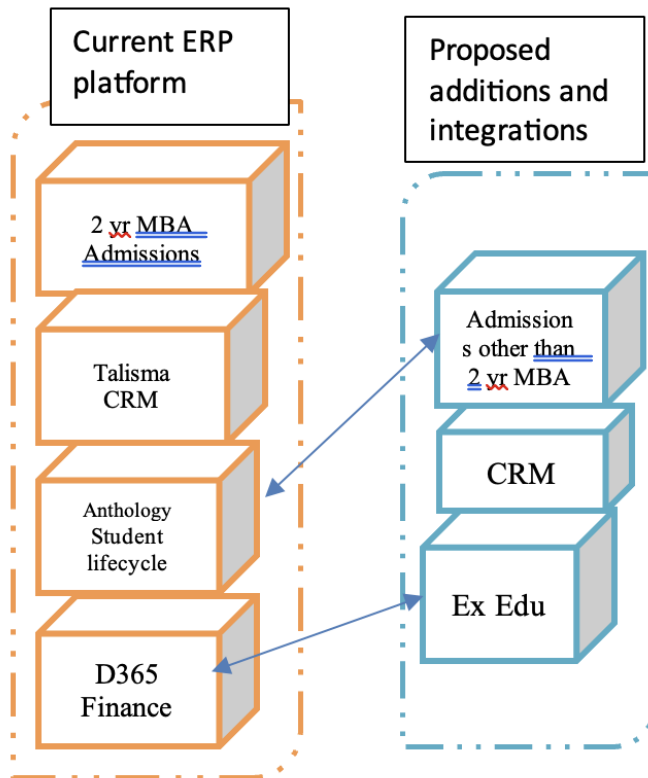 Current ERP
platform
2 yr MBA
Admissions
Talisma
CRM
Anthology
Student
lifecycle
D365
Finance
Proposed
additions and
integrations
Admission
s other than
2 yr MBA
CRM
Ex Edu